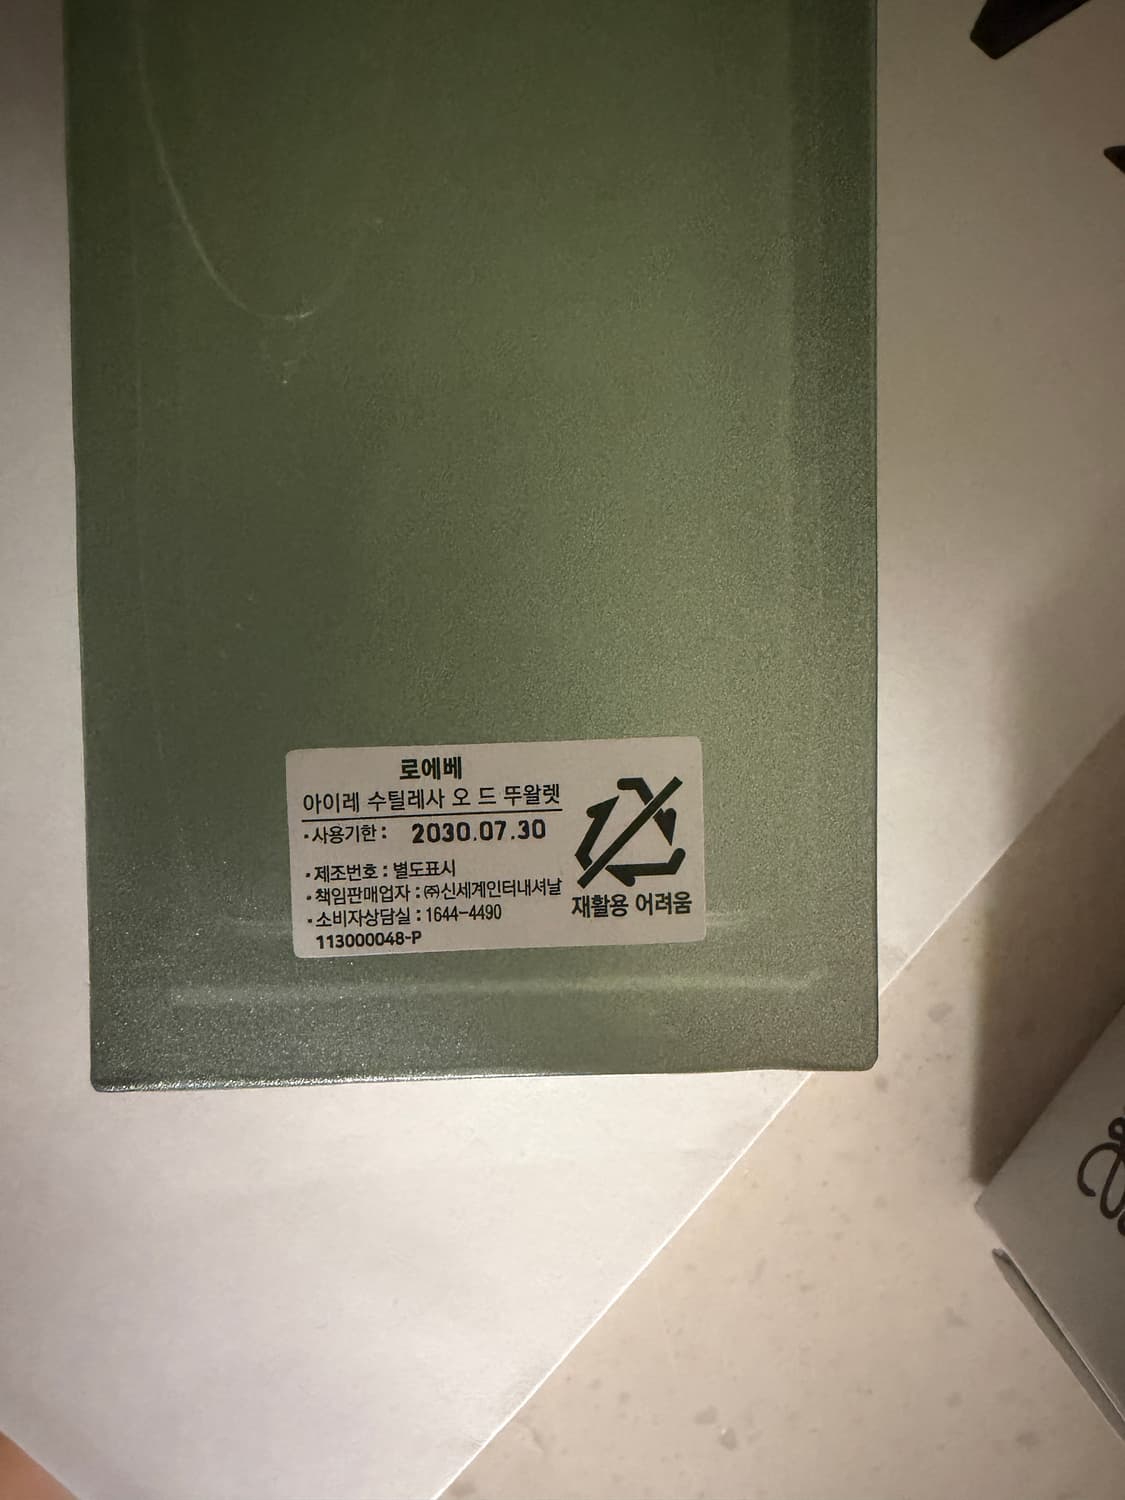 로에베
아이레 수틸레사 오 드 뚜왈렛
·사용기한: 2030.07.30
·제조번호 : 별도표시
·책임판매업자 : ㈜신세계인터내셔날
·소비자상담실 : 1644-4490
113000048-P
재활용 어려움